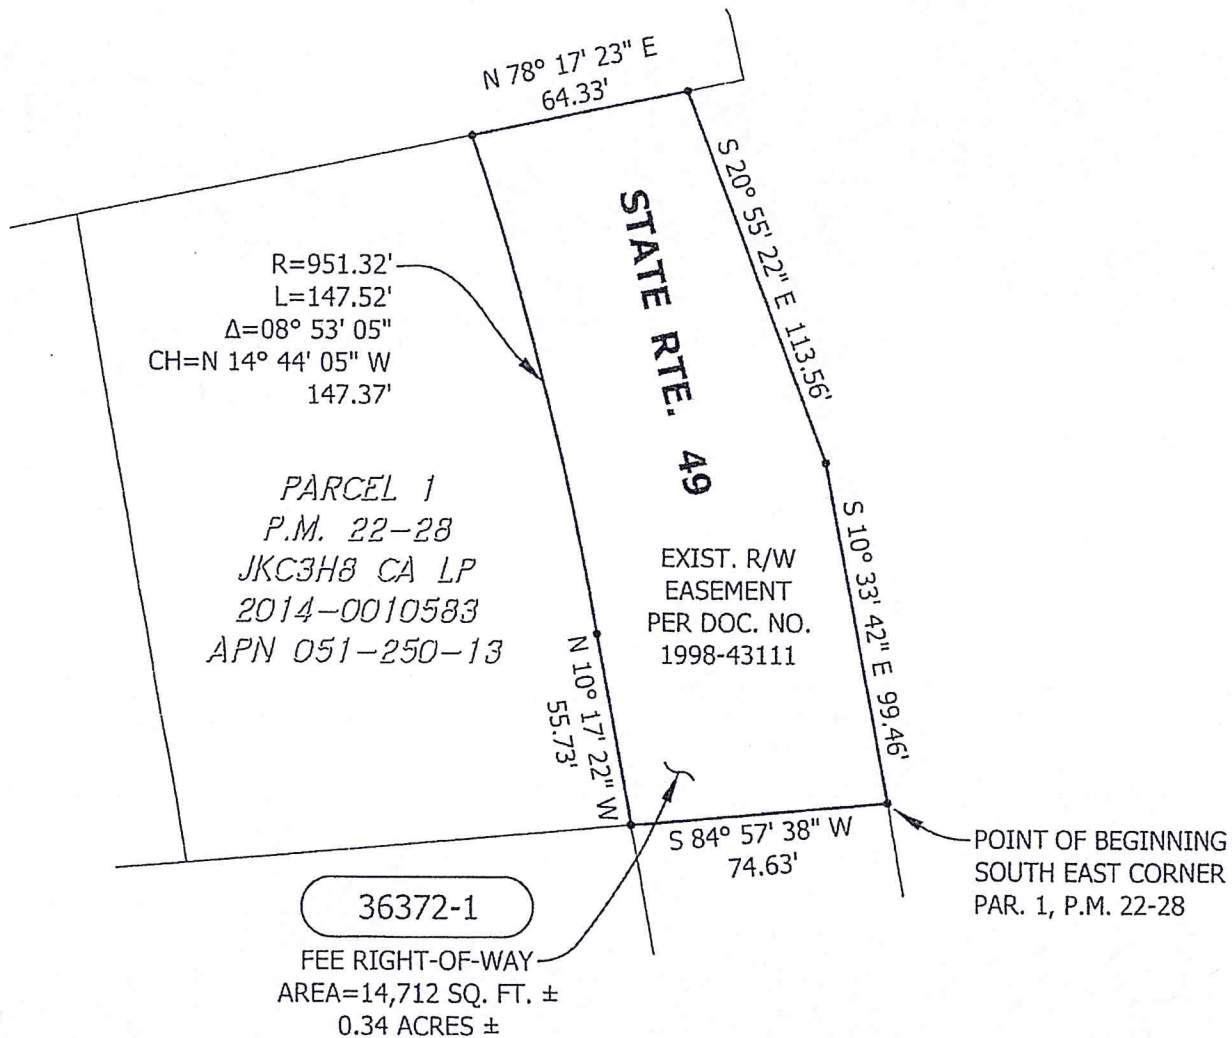 N 78° 17' 23" E
64.33'
S 20° 55' 22" E 113.56'
STATE RTE. 49
R=951.32'
L=147.52'
Δ=08° 53' 05"
CH=N 14° 44' 05" W
147.37'
PARCEL 1
P.M. 22-28
JKC3H8 CA LP
2014-0010583
APN 051-250-13
EXIST. R/W
EASEMENT
PER DOC. NO.
1998-43111
S 10° 33' 42" E 99.46'
N 10° 17' 22" W
55.73'
S 84° 57' 38" W
74.63'
POINT OF BEGINNING
SOUTH EAST CORNER
PAR. 1, P.M. 22-28
36372-1
FEE RIGHT-OF-WAY
AREA=14,712 SQ. FT. ±
0.34 ACRES ±